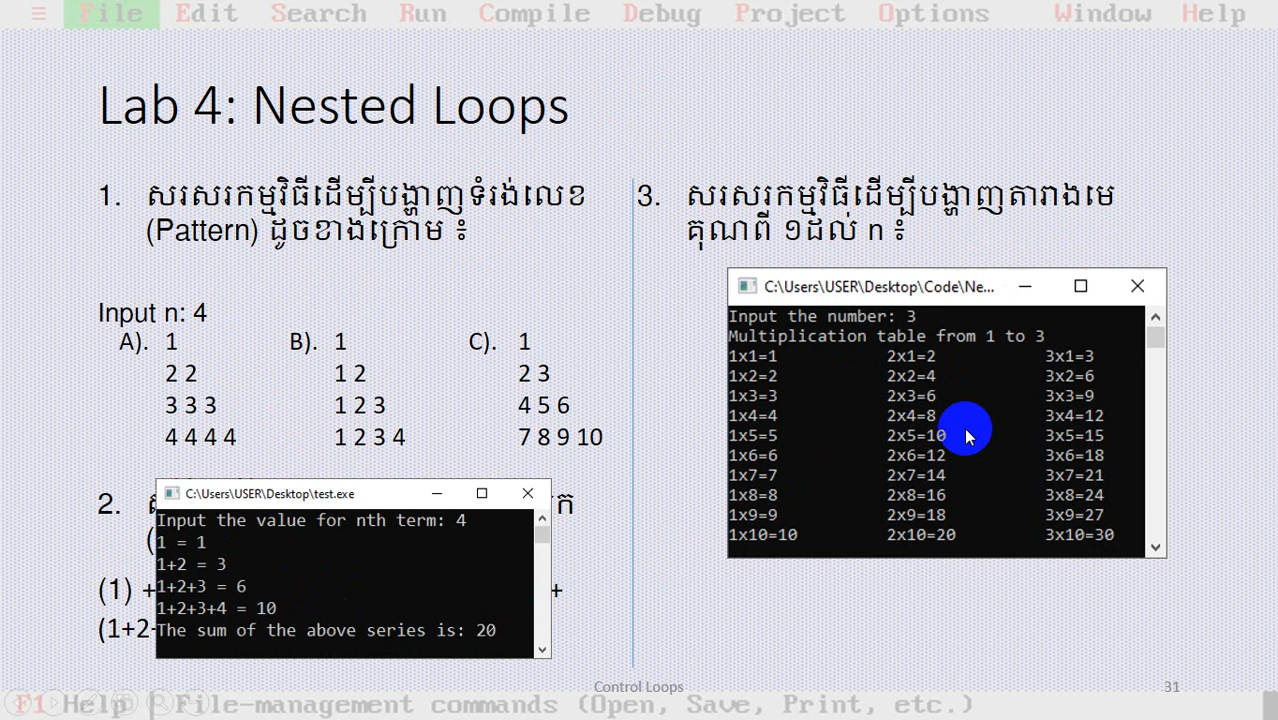 ≡ File Edit Search Run Compile Debug Project Options Window Help
Lab 4: Nested Loops
1. សរសរកម្មវិធីដើម្បីបង្ហាញទំរង់លេខ
(Pattern) ដូចខាងក្រោម ៖
Input n: 4
A). 1 B). 1 C). 1
2 2 1 2 2 3
3 3 3 1 2 3 4 5 6
4 4 4 4 1 2 3 4 7 8 9 10
2.
C:\Users\USER\Desktop\test.exe
Input the value for nth term: 4
1 = 1
1+2 = 3
1+2+3 = 6
1+2+3+4 = 10
The sum of the above series is: 20
(1) + +
(1+2
3. សរសរកម្មវិធីដើម្បីបង្ហាញតារាងមេ
គុណពី ១ដល់ n ៖
C:\Users\USER\Desktop\Code\Ne...
Input the number: 3
Multiplication table from 1 to 3
1x1=1 2x1=2 3x1=3
1x2=2 2x2=4 3x2=6
1x3=3 2x3=6 3x3=9
1x4=4 2x4=8 3x4=12
1x5=5 2x5=10 3x5=15
1x6=6 2x6=12 3x6=18
1x7=7 2x7=14 3x7=21
1x8=8 2x8=16 3x8=24
1x9=9 2x9=18 3x9=27
1x10=10 2x10=20 3x10=30
Control Loops 31
F1 Help File-management commands (Open, Save, Print, etc.)